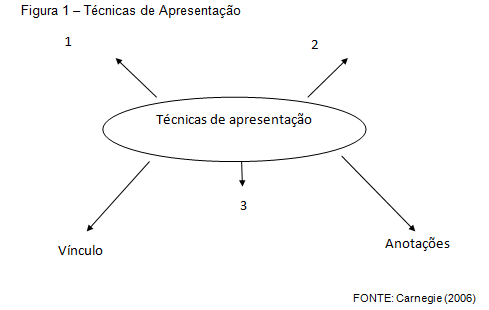 Figura 1 – Técnicas de Apresentação
1
2
Técnicas de apresentação
3
Vínculo
Anotações
FONTE: Carnegie (2006)